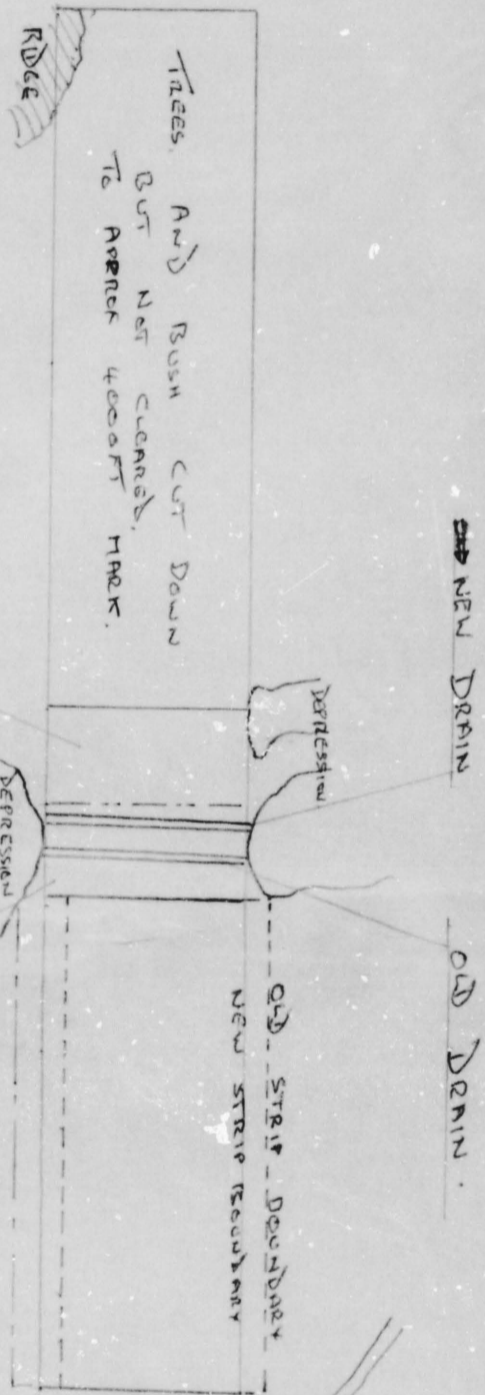 NEW DRAIN
OLD DRAIN.
DEPRESSION
OLD STRIP BOUNDARY
NEW STRIP BOUNDARY
TREES AND BUSH CUT DOWN
BUT NOT CLEARED,
TO APPROX 4000FT MARK.
RIDGE
DEPRESSION